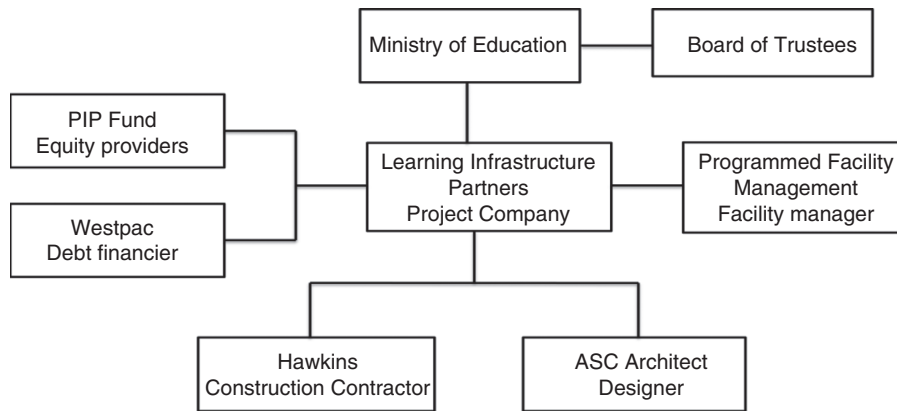 Ministry of Education
Board of Trustees
PIP Fund
Equity providers
Learning Infrastructure
Partners
Project Company
Programmed Facility
Management
Facility manager
Westpac
Debt financier
Hawkins
Construction Contractor
ASC Architect
Designer